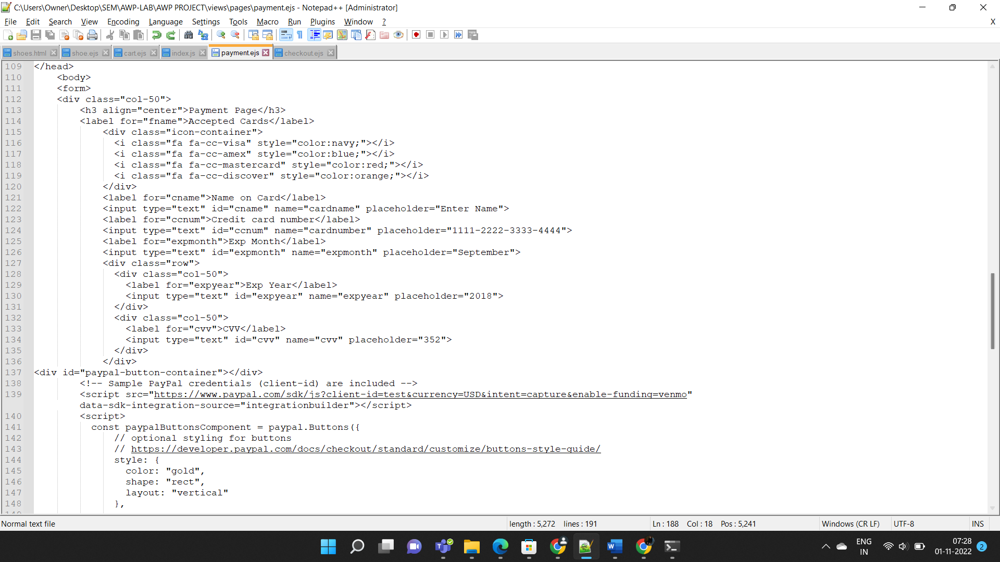 C:\Users\Owner\Desktop\SEM\AWP-LAB\AWP PROJECT\views\pages\payment.ejs - Notepad++ [Administrator]
File Edit Search View Encoding Language Settings Tools Macro Run Plugins Window ? X
shoes.html shoe.ejs cart.ejs index.js payment.ejs checkout.ejs
109 </head>
110 <body>
111 <form>
112 <div class="col-50">
113 <h3 align="center">Payment Page</h3>
114 <label for="fname">Accepted Cards</label>
115 <div class="icon-container">
116 <i class="fa fa-cc-visa" style="color:navy;"></i>
117 <i class="fa fa-cc-amex" style="color:blue;"></i>
118 <i class="fa fa-cc-mastercard" style="color:red;"></i>
119 <i class="fa fa-cc-discover" style="color:orange;"></i>
120 </div>
121 <label for="cname">Name on Card</label>
122 <input type="text" id="cname" name="cardname" placeholder="Enter Name">
123 <label for="ccnum">Credit card number</label>
124 <input type="text" id="ccnum" name="cardnumber" placeholder="1111-2222-3333-4444">
125 <label for="expmonth">Exp Month</label>
126 <input type="text" id="expmonth" name="expmonth" placeholder="September">
127 <div class="row">
128 <div class="col-50">
129 <label for="expyear">Exp Year</label>
130 <input type="text" id="expyear" name="expyear" placeholder="2018">
131 </div>
132 <div class="col-50">
133 <label for="cvv">CVV</label>
134 <input type="text" id="cvv" name="cvv" placeholder="352">
135 </div>
136 </div>
137 <div id="paypal-button-container"></div>
138 <!-- Sample PayPal credentials (client-id) are included -->
139 <script src="https://www.paypal.com/sdk/js?client-id=test&currency=USD&intent=capture&enable-funding=venmo"
data-sdk-integration-source="integrationbuilder"></script>
140 <script>
141 const paypalButtonsComponent = paypal.Buttons({
142 // optional styling for buttons
143 // https://developer.paypal.com/docs/checkout/standard/customize/buttons-style-guide/
144 style: {
145 color: "gold",
146 shape: "rect",
147 layout: "vertical"
148 },
Normal text file length : 5,272 lines : 191 Ln : 188 Col : 18 Pos : 5,241 Windows (CR LF) UTF-8 INS
ENG
IN
07:28
01-11-2022
2